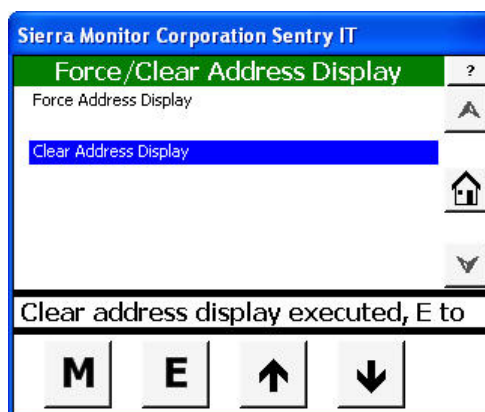 Sierra Monitor Corporation Sentry IT
Force/Clear Address Display
?
Force Address Display
Clear Address Display
Clear address display executed, E to
M E